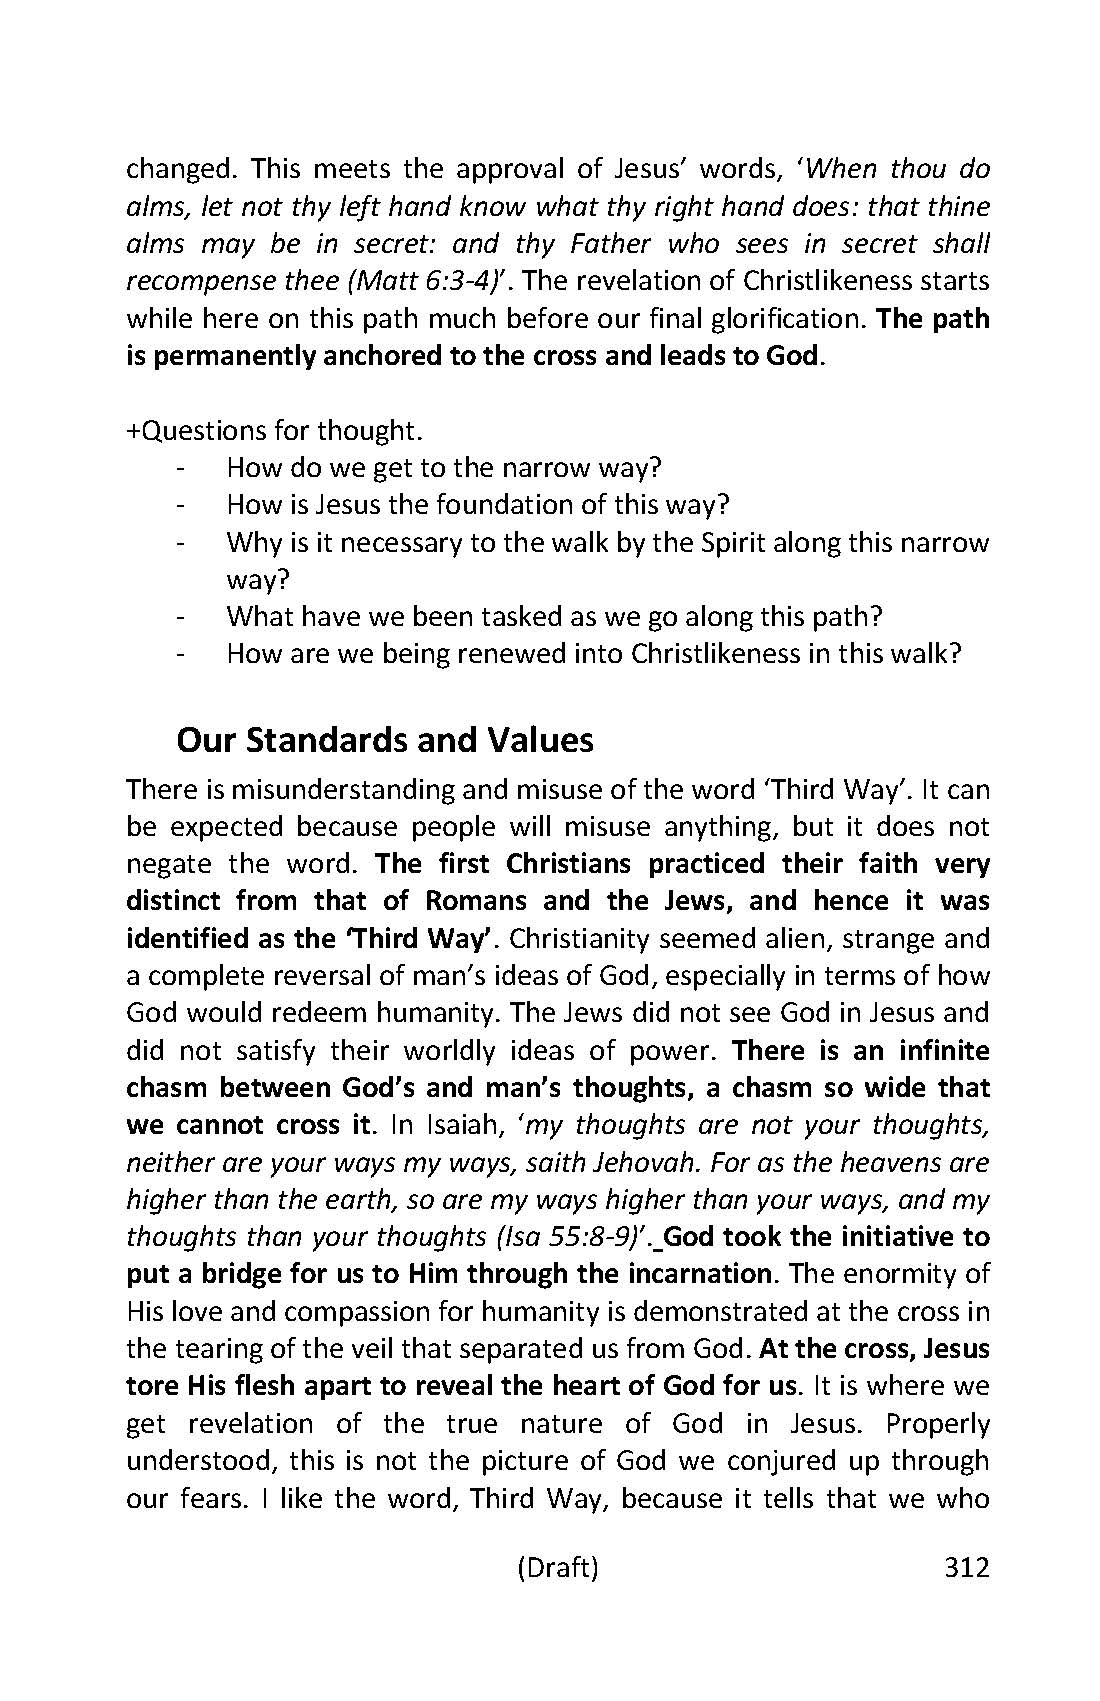 changed. This meets the approval of Jesus’ words, ‘When thou do
alms, let not thy left hand know what thy right hand does: that thine
alms may be in secret: and thy Father who sees in secret shall
recompense thee (Matt 6:3-4)’. The revelation of Christlikeness starts
while here on this path much before our final glorification. The path
is permanently anchored to the cross and leads to God.
+Questions for thought.
- How do we get to the narrow way?
- How is Jesus the foundation of this way?
- Why is it necessary to the walk by the Spirit along this narrow
way?
- What have we been tasked as we go along this path?
- How are we being renewed into Christlikeness in this walk?
Our Standards and Values
There is misunderstanding and misuse of the word ‘Third Way’. It can
be expected because people will misuse anything, but it does not
negate the word. The first Christians practiced their faith very
distinct from that of Romans and the Jews, and hence it was
identified as the ‘Third Way’. Christianity seemed alien, strange and
a complete reversal of man’s ideas of God, especially in terms of how
God would redeem humanity. The Jews did not see God in Jesus and
did not satisfy their worldly ideas of power. There is an infinite
chasm between God’s and man’s thoughts, a chasm so wide that
we cannot cross it. In Isaiah, ‘my thoughts are not your thoughts,
neither are your ways my ways, saith Jehovah. For as the heavens are
higher than the earth, so are my ways higher than your ways, and my
thoughts than your thoughts (Isa 55:8-9)’. God took the initiative to
put a bridge for us to Him through the incarnation. The enormity of
His love and compassion for humanity is demonstrated at the cross in
the tearing of the veil that separated us from God. At the cross, Jesus
tore His flesh apart to reveal the heart of God for us. It is where we
get revelation of the true nature of God in Jesus. Properly
understood, this is not the picture of God we conjured up through
our fears. I like the word, Third Way, because it tells that we who
(Draft) 312